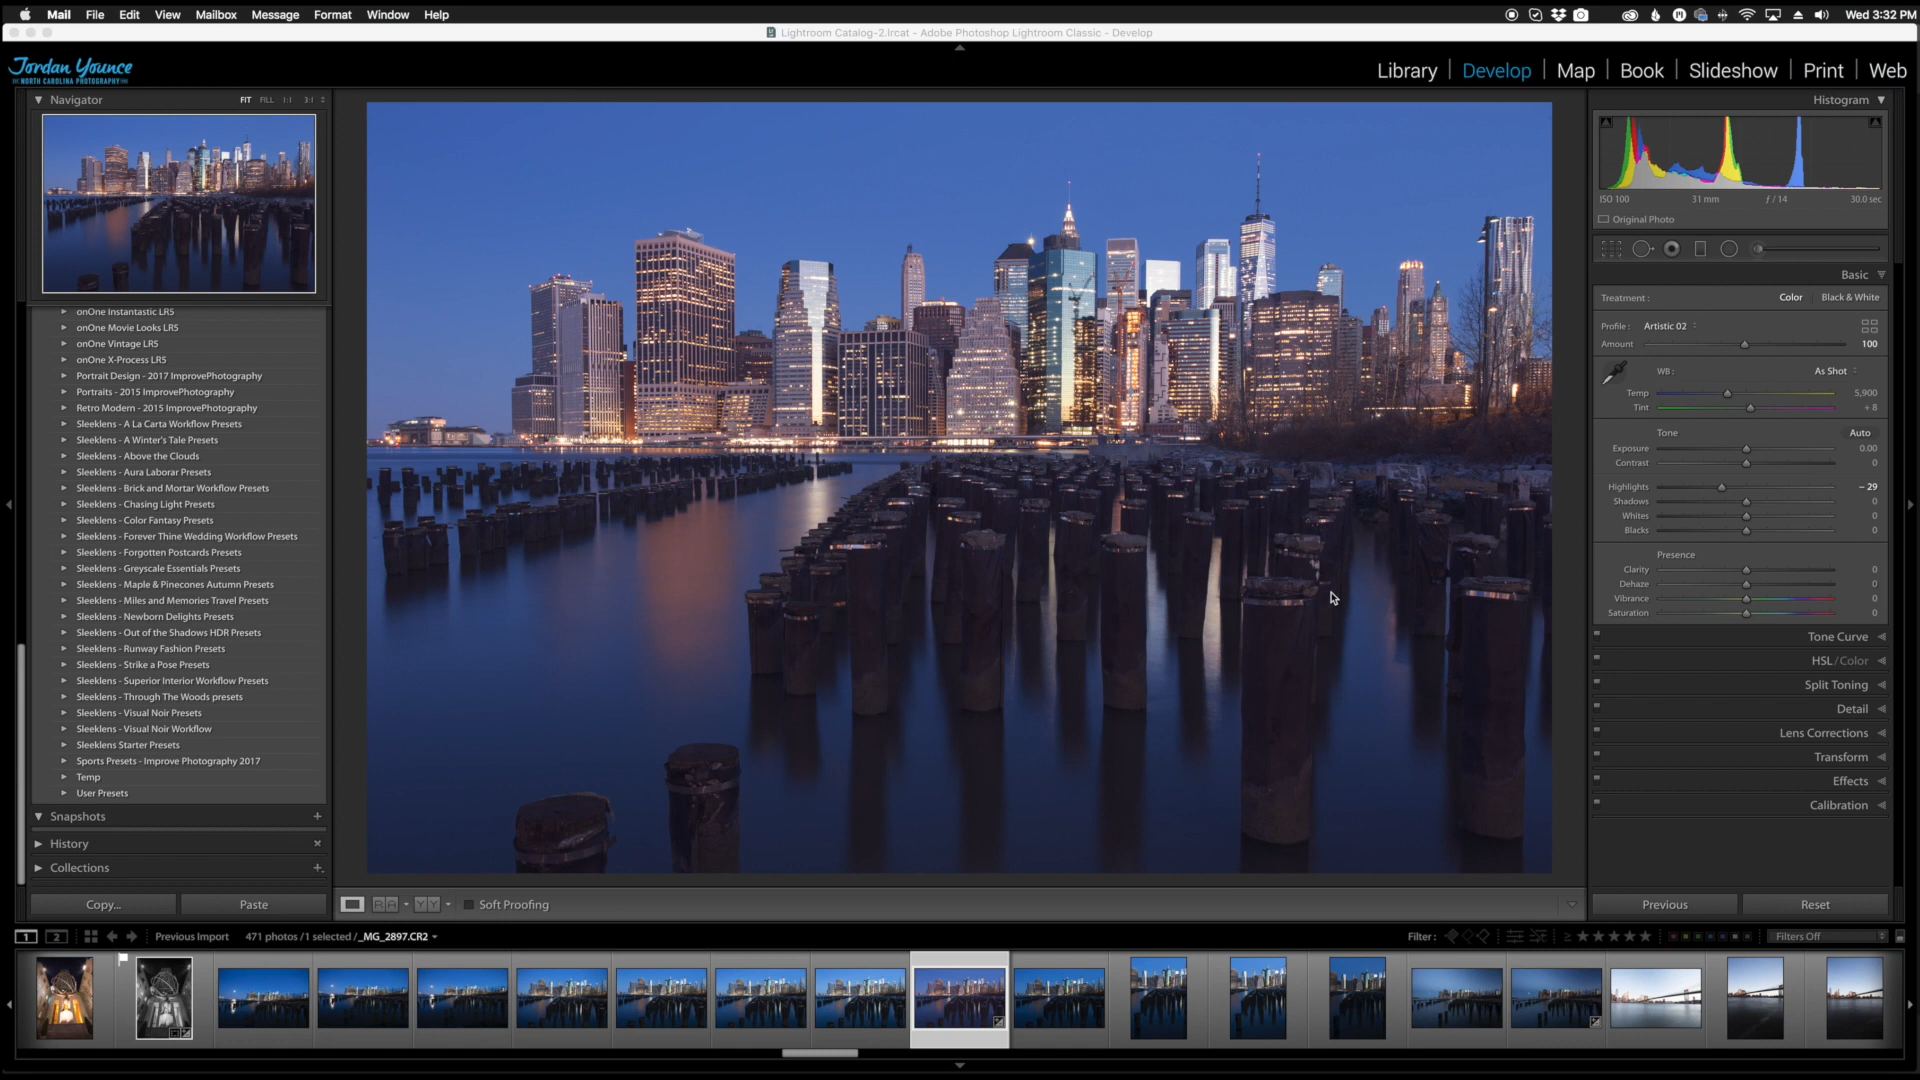 Mail File Edit View Mailbox Message Format Window Help Wed 3:32 PM
Lightroom Catalog-2.lrcat - Adobe Photoshop Lightroom Classic - Develop
Jordan Younce
NORTH CAROLINA PHOTOGRAPHY
Library | Develop | Map | Book | Slideshow | Print | Web
Navigator FIT FILL 1:1 3:1
onOne Instantastic LR5
onOne Movie Looks LR5
onOne Vintage LR5
onOne X-Process LR5
Portrait Design - 2017 ImprovePhotography
Portraits - 2015 ImprovePhotography
Retro Modern - 2015 ImprovePhotography
Sleeklens - A La Carta Workflow Presets
Sleeklens - A Winter's Tale Presets
Sleeklens - Above the Clouds
Sleeklens - Aura Laborar Presets
Sleeklens - Brick and Mortar Workflow Presets
Sleeklens - Chasing Light Presets
Sleeklens - Color Fantasy Presets
Sleeklens - Forever Thine Wedding Workflow Presets
Sleeklens - Forgotten Postcards Presets
Sleeklens - Greyscale Essentials Presets
Sleeklens - Maple & Pinecones Autumn Presets
Sleeklens - Miles and Memories Travel Presets
Sleeklens - Newborn Delights Presets
Sleeklens - Out of the Shadows HDR Presets
Sleeklens - Runway Fashion Presets
Sleeklens - Strike a Pose Presets
Sleeklens - Superior Interior Workflow Presets
Sleeklens - Through The Woods presets
Sleeklens - Visual Noir Presets
Sleeklens - Visual Noir Workflow
Sleeklens Starter Presets
Sports Presets - Improve Photography 2017
Temp
User Presets
Snapshots +
History ×
Collections +
Copy... Paste
Soft Proofing
Histogram
ISO 100 31 mm f / 14 30.0 sec
Original Photo
Basic
Treatment : Color Black & White
Profile : Artistic 02
Amount 100
WB : As Shot
Temp 5,900
Tint + 8
Tone Auto
Exposure 0.00
Contrast 0
Highlights – 29
Shadows 0
Whites 0
Blacks 0
Presence
Clarity 0
Dehaze 0
Vibrance 0
Saturation 0
Tone Curve
HSL / Color
Split Toning
Detail
Lens Corrections
Transform
Effects
Calibration
Previous Reset
1 2 Previous Import 471 photos /1 selected /_MG_2897.CR2 Filter : ≥ Filters Off